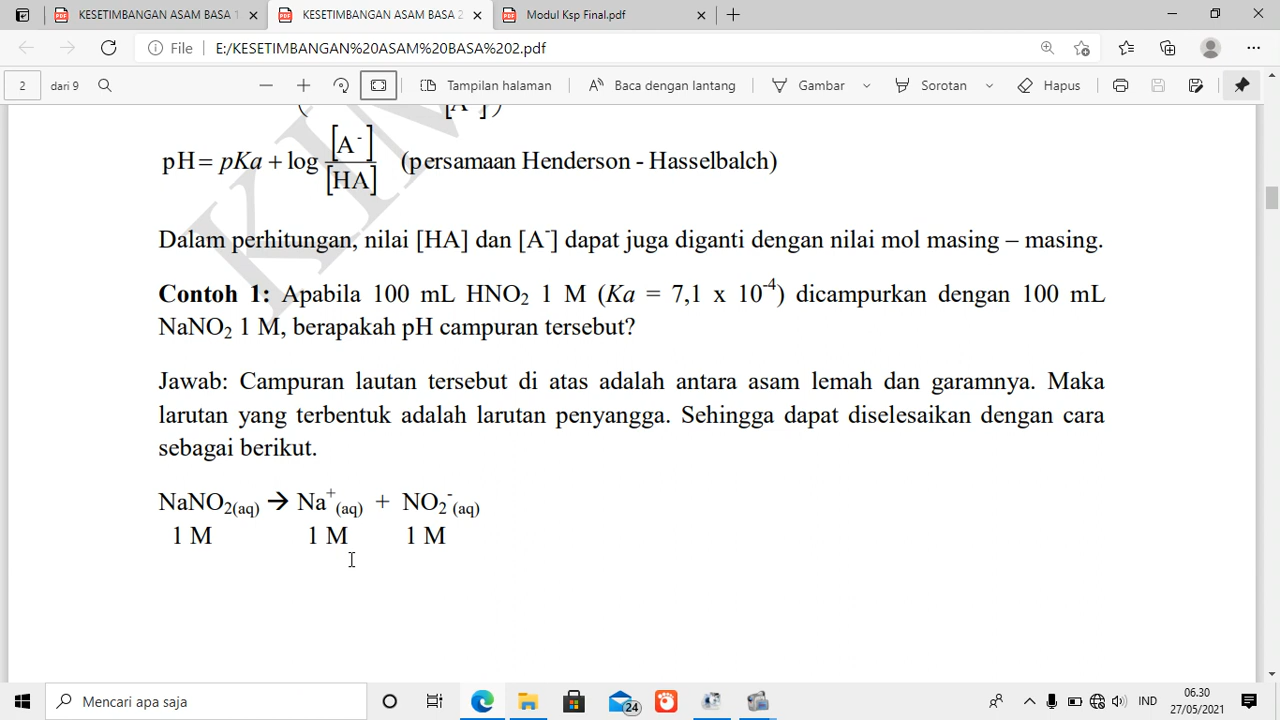 KESETIMBANGAN ASAM BASA 1
KESETIMBANGAN ASAM BASA 2
Modul Ksp Final.pdf
File
E:/KESETIMBANGAN%20ASAM%20BASA%202.pdf
2 dari 9
Tampilan halaman
Baca dengan lantang
Gambar
Sorotan
Hapus
[A⁻]
pH = pKa + log [A⁻]/[HA] (persamaan Henderson - Hasselbalch)
Dalam perhitungan, nilai [HA] dan [A⁻] dapat juga diganti dengan nilai mol masing – masing.
Contoh 1: Apabila 100 mL HNO₂ 1 M (Ka = 7,1 x 10⁻⁴) dicampurkan dengan 100 mL
NaNO₂ 1 M, berapakah pH campuran tersebut?
Jawab: Campuran lautan tersebut di atas adalah antara asam lemah dan garamnya. Maka
larutan yang terbentuk adalah larutan penyangga. Sehingga dapat diselesaikan dengan cara
sebagai berikut.
NaNO₂(aq) → Na⁺(aq) + NO₂⁻(aq)
1 M 1 M 1 M
Mencari apa saja
24
IND
06.30
27/05/2021